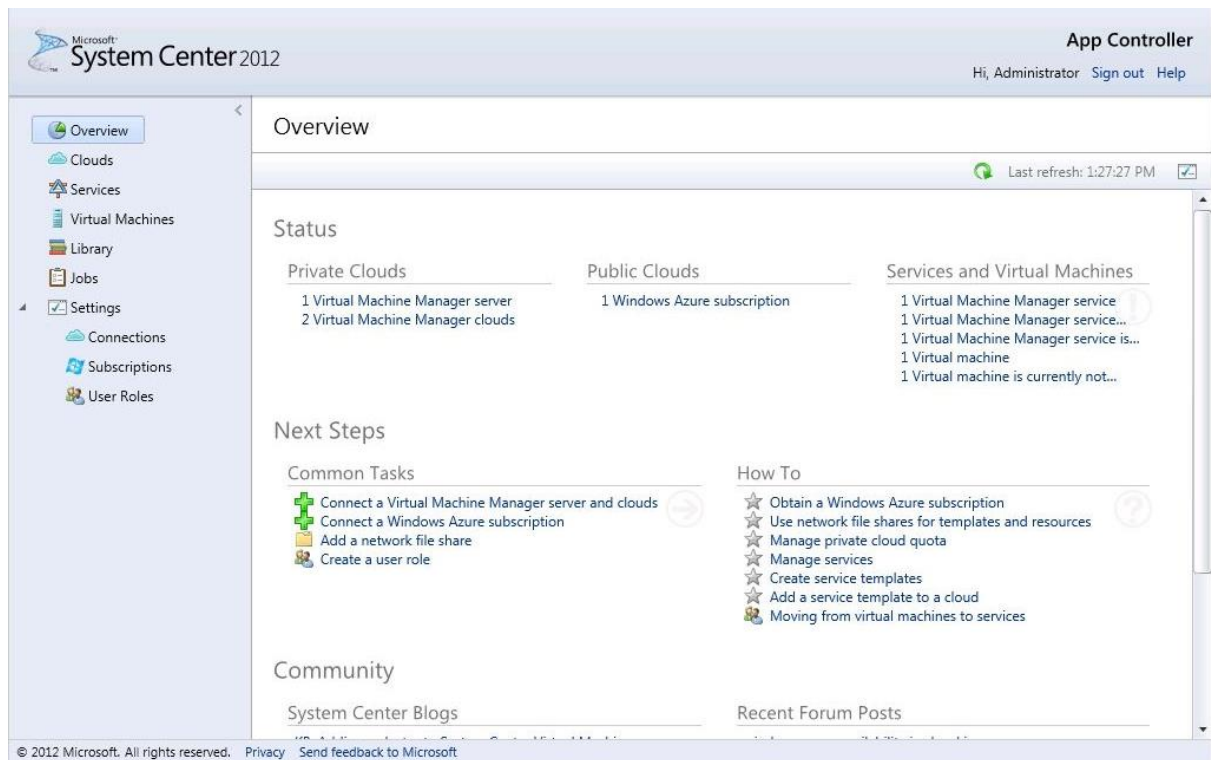 Microsoft
System Center 2012
App Controller
Hi, Administrator Sign out Help
Overview
Clouds
Services
Virtual Machines
Library
Jobs
Settings
Connections
Subscriptions
User Roles
Overview
Last refresh: 1:27:27 PM
Status
Private Clouds
1 Virtual Machine Manager server
2 Virtual Machine Manager clouds
Public Clouds
1 Windows Azure subscription
Services and Virtual Machines
1 Virtual Machine Manager service
1 Virtual Machine Manager service...
1 Virtual Machine Manager service is...
1 Virtual machine
1 Virtual machine is currently not...
Next Steps
Common Tasks
Connect a Virtual Machine Manager server and clouds
Connect a Windows Azure subscription
Add a network file share
Create a user role
How To
Obtain a Windows Azure subscription
Use network file shares for templates and resources
Manage private cloud quota
Manage services
Create service templates
Add a service template to a cloud
Moving from virtual machines to services
Community
System Center Blogs
Recent Forum Posts
© 2012 Microsoft. All rights reserved. Privacy Send feedback to Microsoft